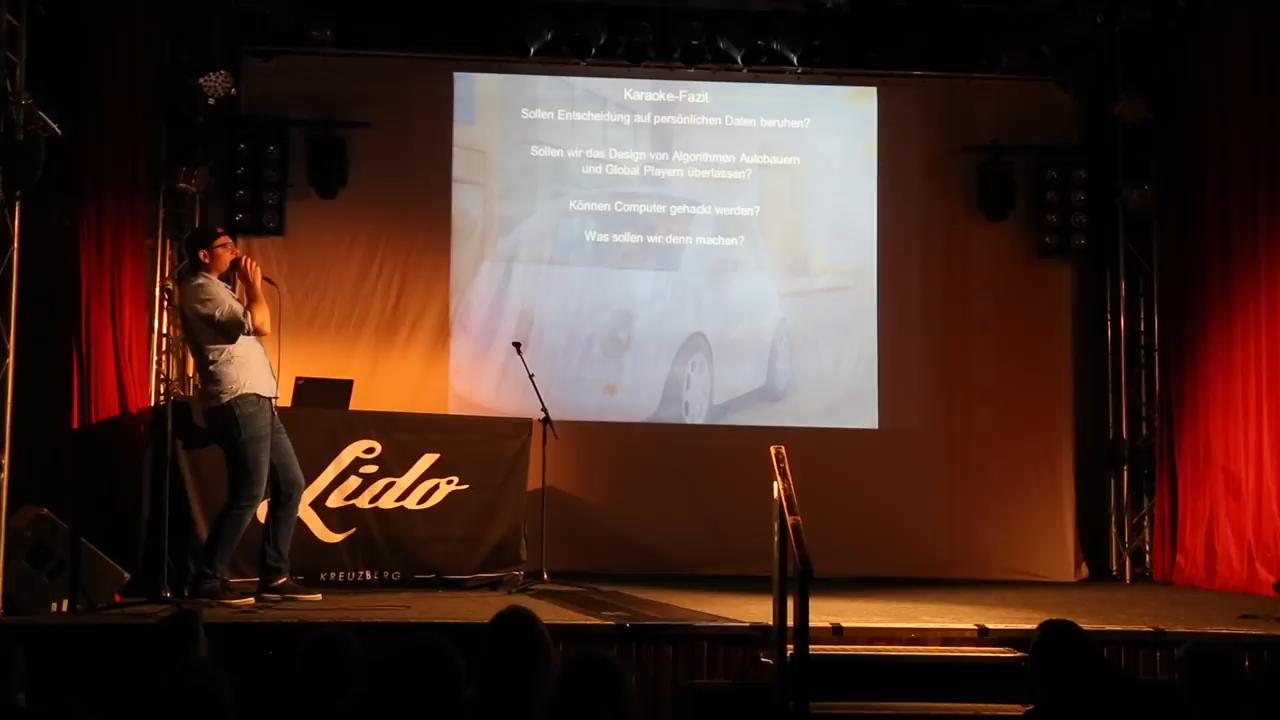 Karaoke-Fazit
Sollen Entscheidung auf persönlichen Daten beruhen?
Sollen wir das Design von Algorithmen Autobauern
und Global Playern überlassen?
Können Computer gehackt werden?
Was sollen wir denn machen?
Lido
KREUZBERG